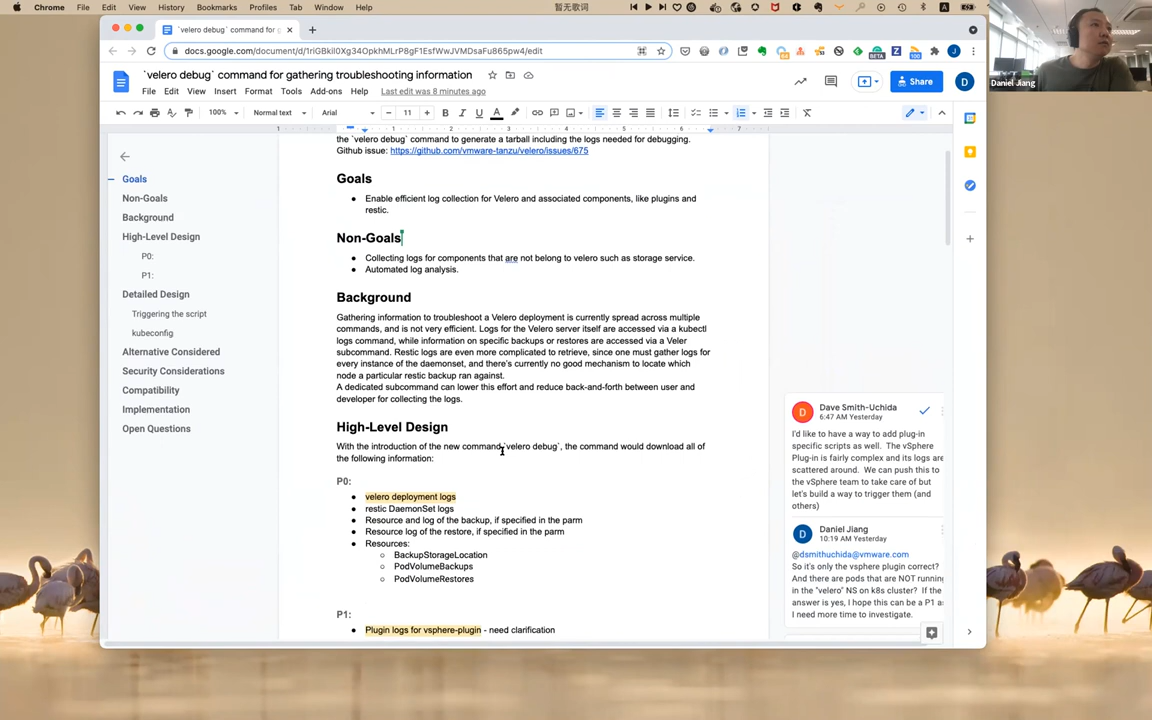 Chrome File Edit View History Bookmarks Profiles Tab Window Help 暂无歌词
`velero debug` command for g
docs.google.com/document/d/1riGBkil0Xg34OpkhMLrP8gF1EsfWwJVMDsaFu865pw4/edit
Daniel Jiang
`velero debug` command for gathering troubleshooting information
File Edit View Insert Format Tools Add-ons Help Last edit was 8 minutes ago
Share
D
100% Normal text Arial 11
the `velero debug` command to generate a tarball including the logs needed for debugging.
Github issue: https://github.com/vmware-tanzu/velero/issues/675
Goals
Non-Goals
Background
High-Level Design
P0:
P1:
Detailed Design
Triggering the script
kubeconfig
Alternative Considered
Security Considerations
Compatibility
Implementation
Open Questions
Goals
Enable efficient log collection for Velero and associated components, like plugins and
restic.
Non-Goals
Collecting logs for components that are not belong to velero such as storage service.
Automated log analysis.
Background
Gathering information to troubleshoot a Velero deployment is currently spread across multiple
commands, and is not very efficient. Logs for the Velero server itself are accessed via a kubectl
logs command, while information on specific backups or restores are accessed via a Veler
subcommand. Restic logs are even more complicated to retrieve, since one must gather logs for
every instance of the daemonset, and there's currently no good mechanism to locate which
node a particular restic backup ran against.
A dedicated subcommand can lower this effort and reduce back-and-forth between user and
developer for collecting the logs.
High-Level Design
With the introduction of the new command `velero debug`, the command would download all of
the following information:
P0:
velero deployment logs
restic DaemonSet logs
Resource and log of the backup, if specified in the parm
Resource log of the restore, if specified in the parm
Resources:
BackupStorageLocation
PodVolumeBackups
PodVolumeRestores
P1:
Plugin logs for vsphere-plugin - need clarification
D
Dave Smith-Uchida
6:47 AM Yesterday
I'd like to have a way to add plug-in
specific scripts as well. The vSphere
Plug-in is fairly complex and its logs are
scattered around. We can push this to
the vSphere team to take care of but
let's build a way to trigger them (and
others)
D
Daniel Jiang
10:19 AM Yesterday
@dsmithuchida@vmware.com
So it's only the vsphere plugin correct?
And there are pods that are NOT running
in the "velero" NS on k8s cluster? If the
answer is yes, I hope this can be a P1 as
I need more time to investigate.